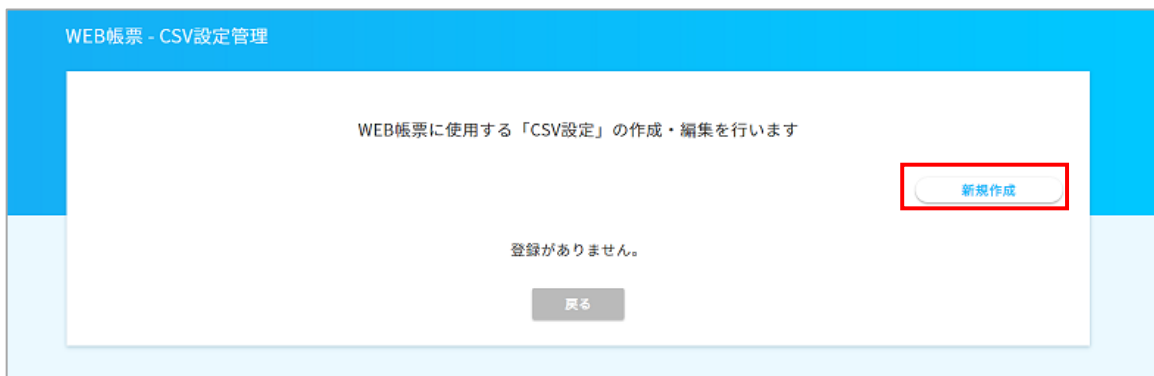 WEB帳票 - CSV設定管理
WEB帳票に使用する「CSV設定」の作成・編集を行います
新規作成
登録がありません。
戻る